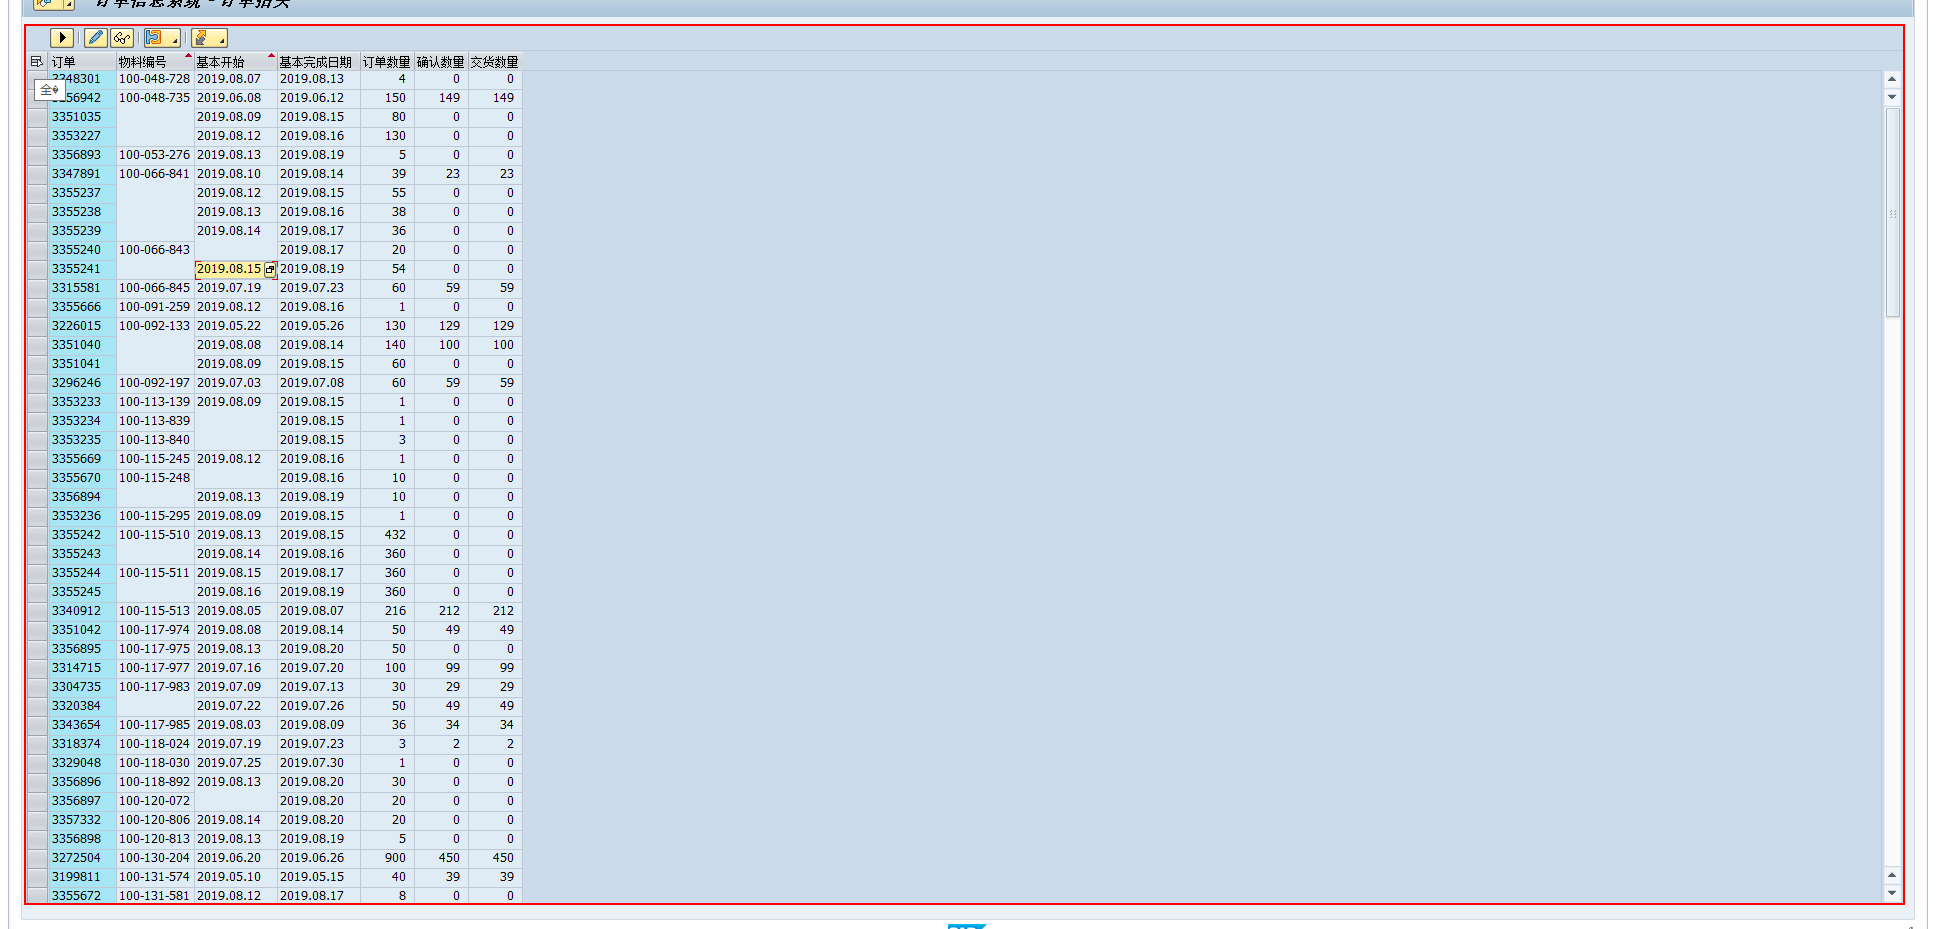 订单信息系统 - 订单抬头
订单 物料编号 基本开始 基本完成日期 订单数量 确认数量 交货数量
100-048-728 2019.08.07 2019.08.13 4 0 0
全
100-048-735 2019.06.08 2019.06.12 150 149 149
3351035 2019.08.09 2019.08.15 80 0 0
3353227 2019.08.12 2019.08.16 130 0 0
3356893 100-053-276 2019.08.13 2019.08.19 5 0 0
3347891 100-066-841 2019.08.10 2019.08.14 39 23 23
3355237 2019.08.12 2019.08.15 55 0 0
3355238 2019.08.13 2019.08.16 38 0 0
3355239 2019.08.14 2019.08.17 36 0 0
3355240 100-066-843 2019.08.17 20 0 0
3355241 2019.08.15 2019.08.19 54 0 0
3315581 100-066-845 2019.07.19 2019.07.23 60 59 59
3355666 100-091-259 2019.08.12 2019.08.16 1 0 0
3226015 100-092-133 2019.05.22 2019.05.26 130 129 129
3351040 2019.08.08 2019.08.14 140 100 100
3351041 2019.08.09 2019.08.15 60 0 0
3296246 100-092-197 2019.07.03 2019.07.08 60 59 59
3353233 100-113-139 2019.08.09 2019.08.15 1 0 0
3353234 100-113-839 2019.08.15 1 0 0
3353235 100-113-840 2019.08.15 3 0 0
3355669 100-115-245 2019.08.12 2019.08.16 1 0 0
3355670 100-115-248 2019.08.16 10 0 0
3356894 2019.08.13 2019.08.19 10 0 0
3353236 100-115-295 2019.08.09 2019.08.15 1 0 0
3355242 100-115-510 2019.08.13 2019.08.15 432 0 0
3355243 2019.08.14 2019.08.16 360 0 0
3355244 100-115-511 2019.08.15 2019.08.17 360 0 0
3355245 2019.08.16 2019.08.19 360 0 0
3340912 100-115-513 2019.08.05 2019.08.07 216 212 212
3351042 100-117-974 2019.08.08 2019.08.14 50 49 49
3356895 100-117-975 2019.08.13 2019.08.20 50 0 0
3314715 100-117-977 2019.07.16 2019.07.20 100 99 99
3304735 100-117-983 2019.07.09 2019.07.13 30 29 29
3320384 2019.07.22 2019.07.26 50 49 49
3343654 100-117-985 2019.08.03 2019.08.09 36 34 34
3318374 100-118-024 2019.07.19 2019.07.23 3 2 2
3329048 100-118-030 2019.07.25 2019.07.30 1 0 0
3356896 100-118-892 2019.08.13 2019.08.20 30 0 0
3356897 100-120-072 2019.08.20 20 0 0
3357332 100-120-806 2019.08.14 2019.08.20 20 0 0
3356898 100-120-813 2019.08.13 2019.08.19 5 0 0
3272504 100-130-204 2019.06.20 2019.06.26 900 450 450
3199811 100-131-574 2019.05.10 2019.05.15 40 39 39
3355672 100-131-581 2019.08.12 2019.08.17 8 0 0